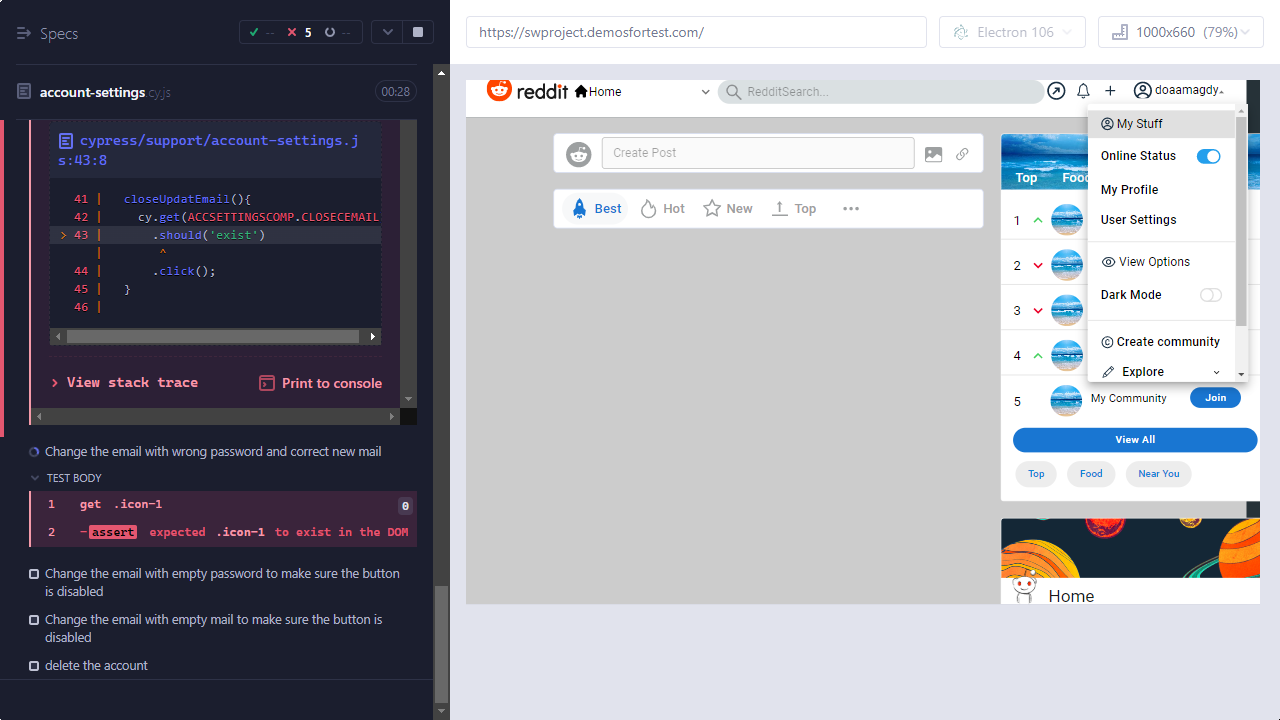 Specs
-- 5 --
account-settings.cy.js
00:28
cypress/support/account-settings.j
s:43:8
41 | closeUpdatEmail(){
42 | cy.get(ACCSETTINGSCOMP.CLOSECEMAIL
> 43 | .should('exist')
| ^
44 | .click();
45 | }
46 |
> View stack trace
Print to console
Change the email with wrong password and correct new mail
TEST BODY
1 get .icon-1 0
2 -assert expected .icon-1 to exist in the DOM
Change the email with empty password to make sure the button
is disabled
Change the email with empty mail to make sure the button is
disabled
delete the account
https://swproject.demosfortest.com/
Electron 106
1000x660 (79%)
reddit
Home
RedditSearch...
doaamagdy
Create Post
Best
Hot
New
Top
Top
Food
1
2
3
4
5
My Community
Join
View All
Top
Food
Near You
Home
My Stuff
Online Status
My Profile
User Settings
View Options
Dark Mode
Create community
Explore